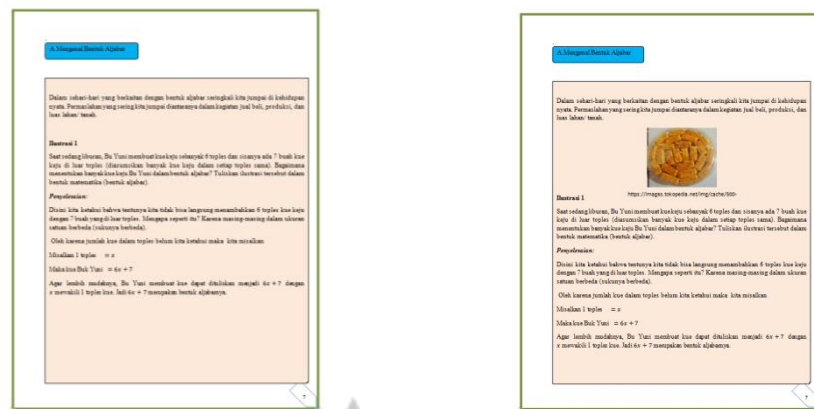 A.Mengenal Bentuk Aljabar
Dalam sehari-hari yang berkaitan dengan bentuk aljabar seringkali kita jumpai di kehidupan
nyata. Permaslahan yang sering kita jumpai diantaranya dalam kegiatan jual beli, produksi, dan
luas lahan/ tanah.
Ilustrasi 1
Saat sedang liburan, Bu Yuni membuat kue keju sebanyak 6 toples dan sisanya ada 7 buah kue
keju di luar toples (diasumsikan banyak kue keju dalam setiap toples sama). Bagaimana
menentukan banyak kue keju Bu Yuni dalam bentuk aljabar? Tuliskan ilustrasi tersebut dalam
bentuk matematika (bentuk aljabar).
Penyelesaian:
Disini kita ketahui bahwa tentunya kita tidak bisa langsung menambahkan 6 toples kue keju
dengan 7 buah yang di luar toples. Mengapa seperti itu? Karena masing-masing dalam ukuran
satuan berbeda (sukunya berbeda).
Oleh karena jumlah kue dalam toples belum kita ketahui maka kita misalkan
Misalkan 1 toples = x
Maka kue Buk Yuni = 6x + 7
Agar lembih mudahnya, Bu Yuni membuat kue dapat dituliskan menjadi 6x + 7 dengan
x mewakili 1 toples kue. Jadi 6x + 7 merupakan bentuk aljabarnya.
7
A.Mengenal Bentuk Aljabar
Dalam sehari-hari yang berkaitan dengan bentuk aljabar seringkali kita jumpai di kehidupan
nyata. Permaslahan yang sering kita jumpai diantaranya dalam kegiatan jual beli, produksi, dan
luas lahan/ tanah.
https://images.tokopedia.net/img/cache/500-
Ilustrasi 1
Saat sedang liburan, Bu Yuni membuat kue keju sebanyak 6 toples dan sisanya ada 7 buah kue
keju di luar toples (diasumsikan banyak kue keju dalam setiap toples sama). Bagaimana
menentukan banyak kue keju Bu Yuni dalam bentuk aljabar? Tuliskan ilustrasi tersebut dalam
bentuk matematika (bentuk aljabar).
Penyelesaian:
Disini kita ketahui bahwa tentunya kita tidak bisa langsung menambahkan 6 toples kue keju
dengan 7 buah yang di luar toples. Mengapa seperti itu? Karena masing-masing dalam ukuran
satuan berbeda (sukunya berbeda).
Oleh karena jumlah kue dalam toples belum kita ketahui maka kita misalkan
Misalkan 1 toples = x
Maka kue Buk Yuni = 6x + 7
Agar lembih mudahnya, Bu Yuni membuat kue dapat dituliskan menjadi 6x + 7 dengan
x mewakili 1 toples kue. Jadi 6x + 7 merupakan bentuk aljabarnya.
7